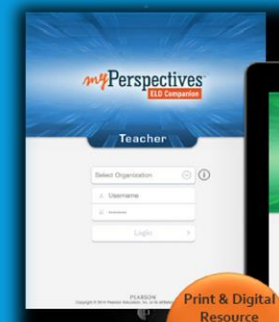 myPerspectives
ELD Companion
Teacher
Select Organization
Username
Login
PEARSON
Print & Digital
Resource